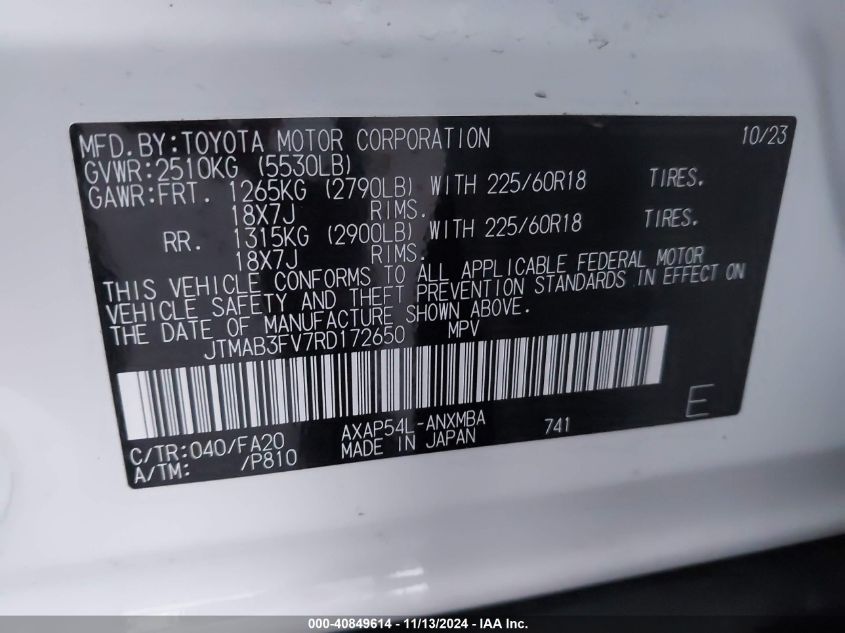 MFD.BY:TOYOTA MOTOR CORPORATION 10/23
GVWR:2510KG (5530LB)
GAWR:FRT. 1265KG (2790LB) WITH 225/60R18 TIRES.
18X7J RIMS.
RR. 1315KG (2900LB) WITH 225/60R18 TIRES.
18X7J RIMS.
THIS VEHICLE CONFORMS TO ALL APPLICABLE FEDERAL MOTOR
VEHICLE SAFETY AND THEFT PREVENTION STANDARDS IN EFFECT ON
THE DATE OF MANUFACTURE SHOWN ABOVE.
JTMAB3FV7RD172650 MPV
C/TR:040/FA20 AXAP54L-ANXMBA 741 E
A/TM: /P810 MADE IN JAPAN
000-40849614 - 11/13/2024 - IAA Inc.